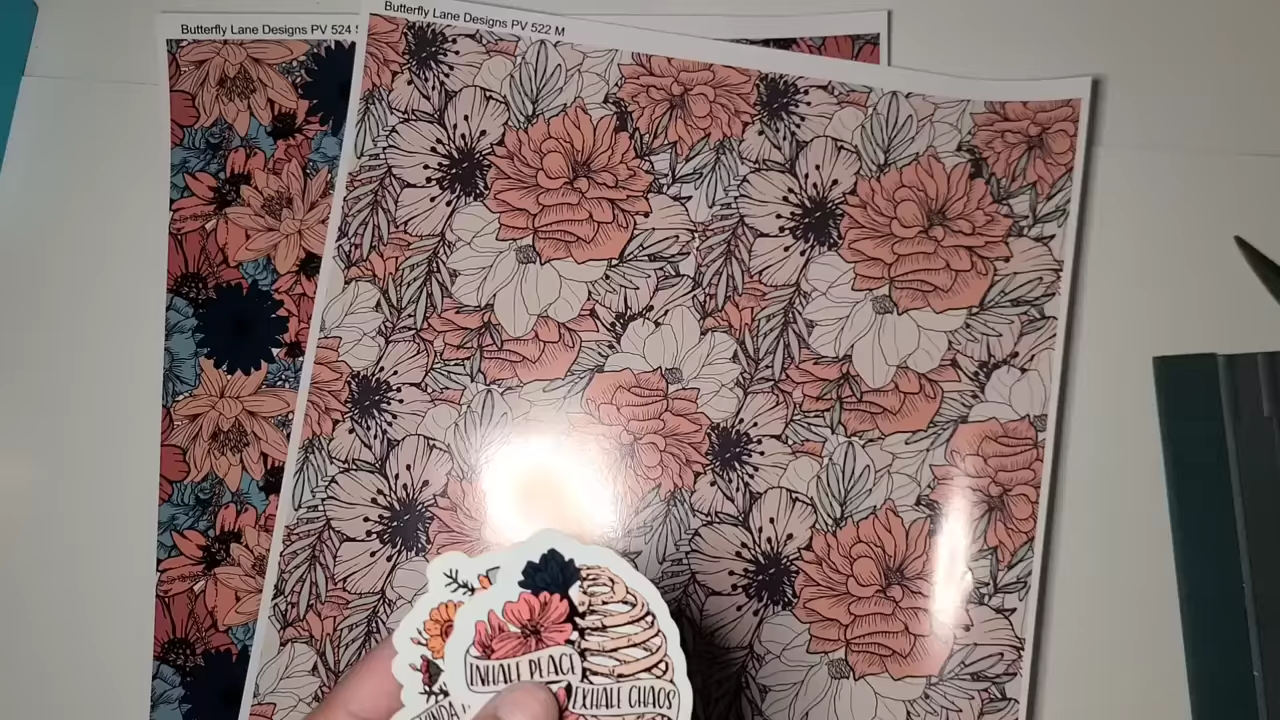 Butterfly Lane Designs PV 524
Butterfly Lane Designs PV 522 M
INHALE PEACE
EXHALE CHAOS